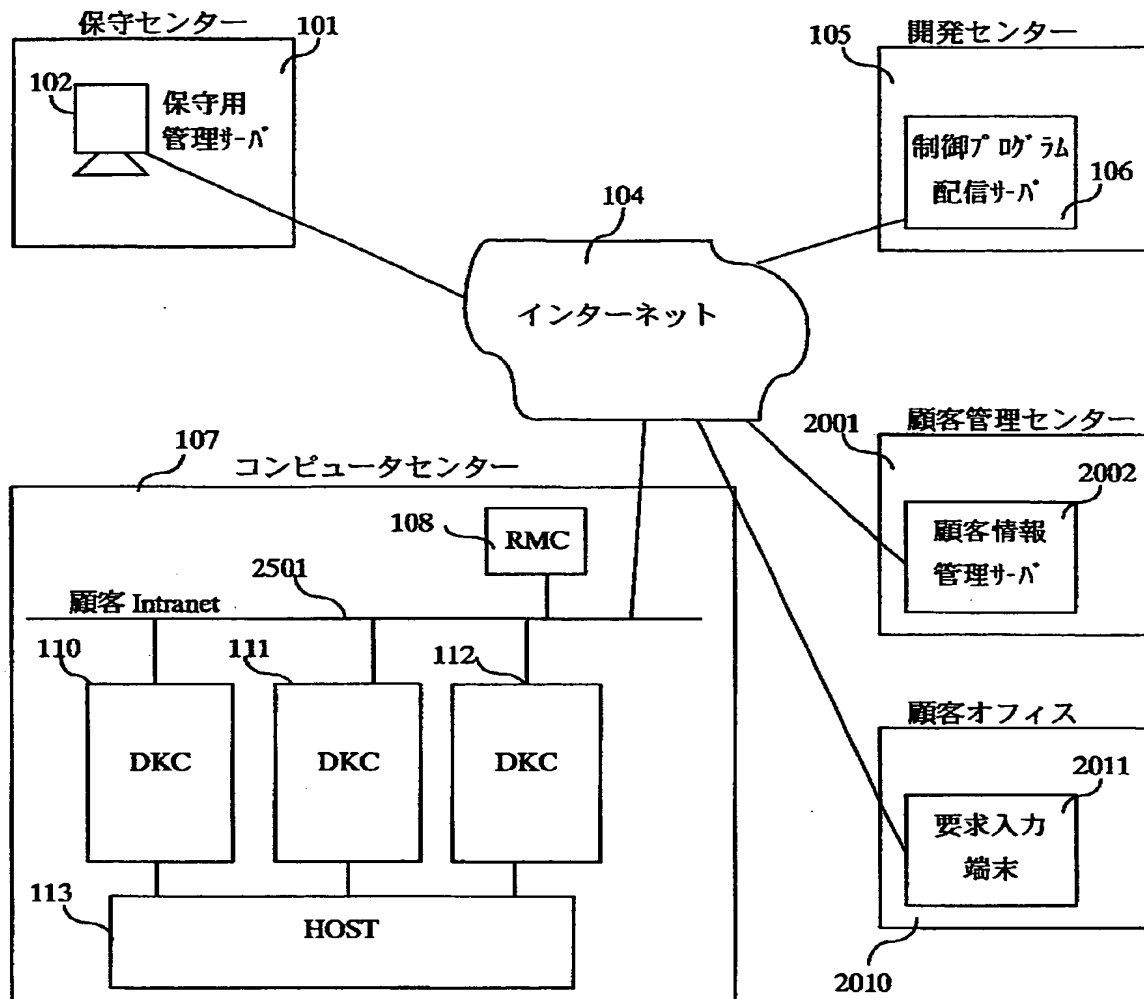 保守センター
101
102
保守用
管理サーバ
開発センター
105
制御プログラム
配信サーバ
106
104
インターネット
107
コンピュータセンター
108
RMC
2501
顧客 Intranet
110
111
112
DKC
DKC
DKC
113
HOST
2001
顧客管理センター
2002
顧客情報
管理サーバ
顧客オフィス
2011
要求入力
端末
2010